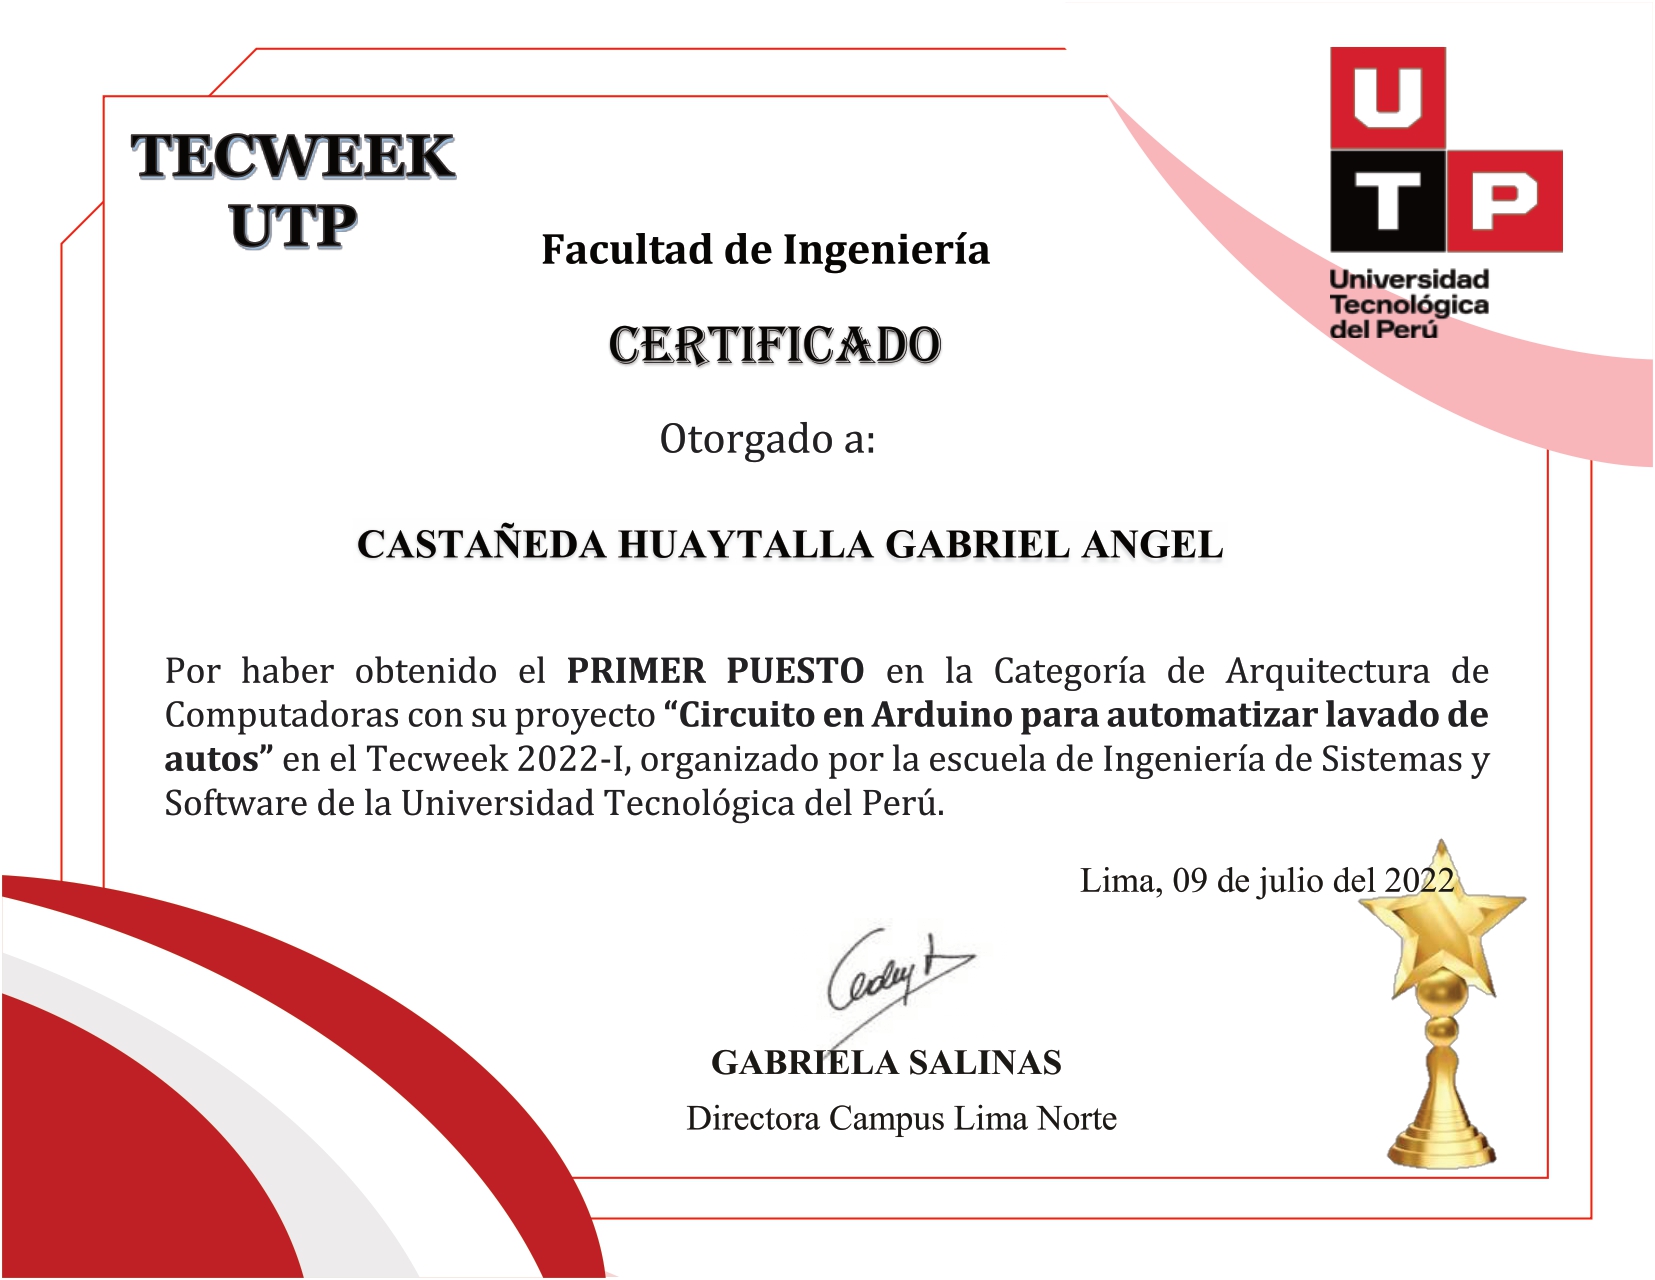 TECWEEK
UTP
U
T P
Universidad
Tecnológica
del Perú
Facultad de Ingeniería
CERTIFICADO
Otorgado a:
CASTAÑEDA HUAYTALLA GABRIEL ANGEL
Por haber obtenido el PRIMER PUESTO en la Categoría de Arquitectura de
Computadoras con su proyecto “Circuito en Arduino para automatizar lavado de
autos” en el Tecweek 2022-I, organizado por la escuela de Ingeniería de Sistemas y
Software de la Universidad Tecnológica del Perú.
Lima, 09 de julio del 2022
GABRIELA SALINAS
Directora Campus Lima Norte